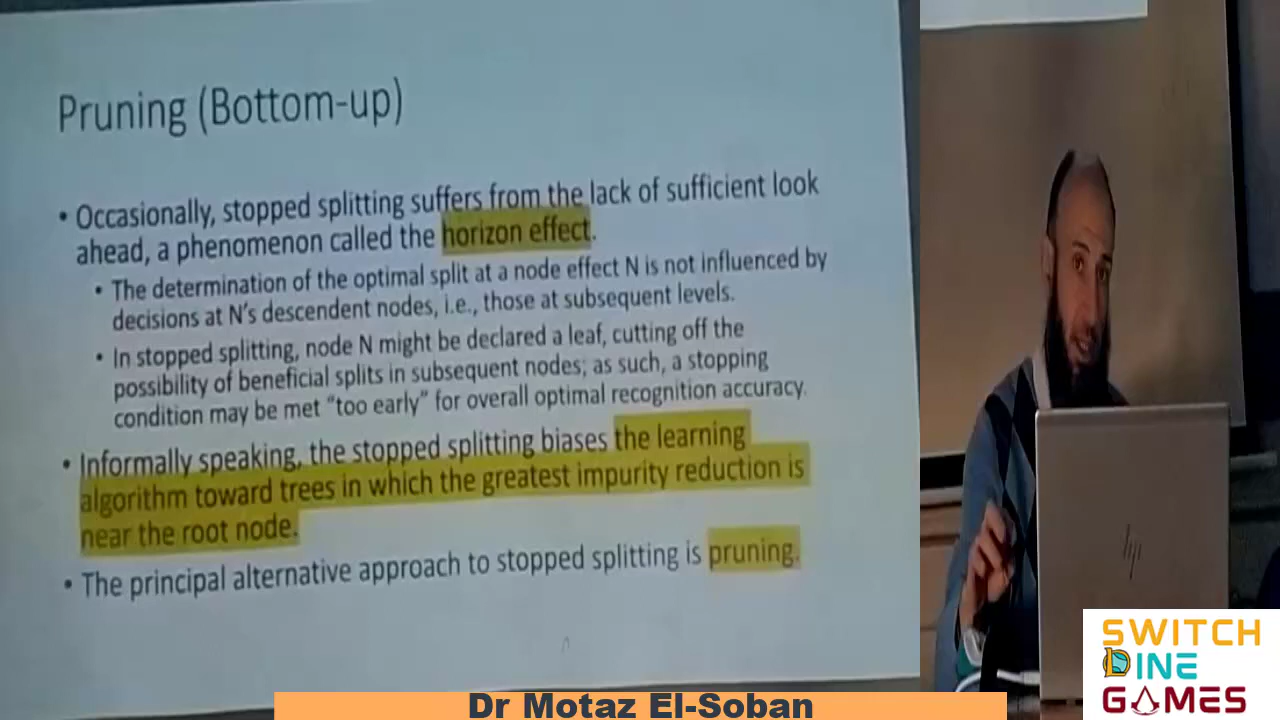 Pruning (Bottom-up)
• Occasionally, stopped splitting suffers from the lack of sufficient look
ahead, a phenomenon called the horizon effect.
• The determination of the optimal split at a node effect N is not influenced by
decisions at N's descendent nodes, i.e., those at subsequent levels.
• In stopped splitting, node N might be declared a leaf, cutting off the
possibility of beneficial splits in subsequent nodes; as such, a stopping
condition may be met "too early" for overall optimal recognition accuracy.
• Informally speaking, the stopped splitting biases the learning
algorithm toward trees in which the greatest impurity reduction is
near the root node.
• The principal alternative approach to stopped splitting is pruning.
hp
SWITCH
DINE
GAMES
Dr Motaz El-Soban